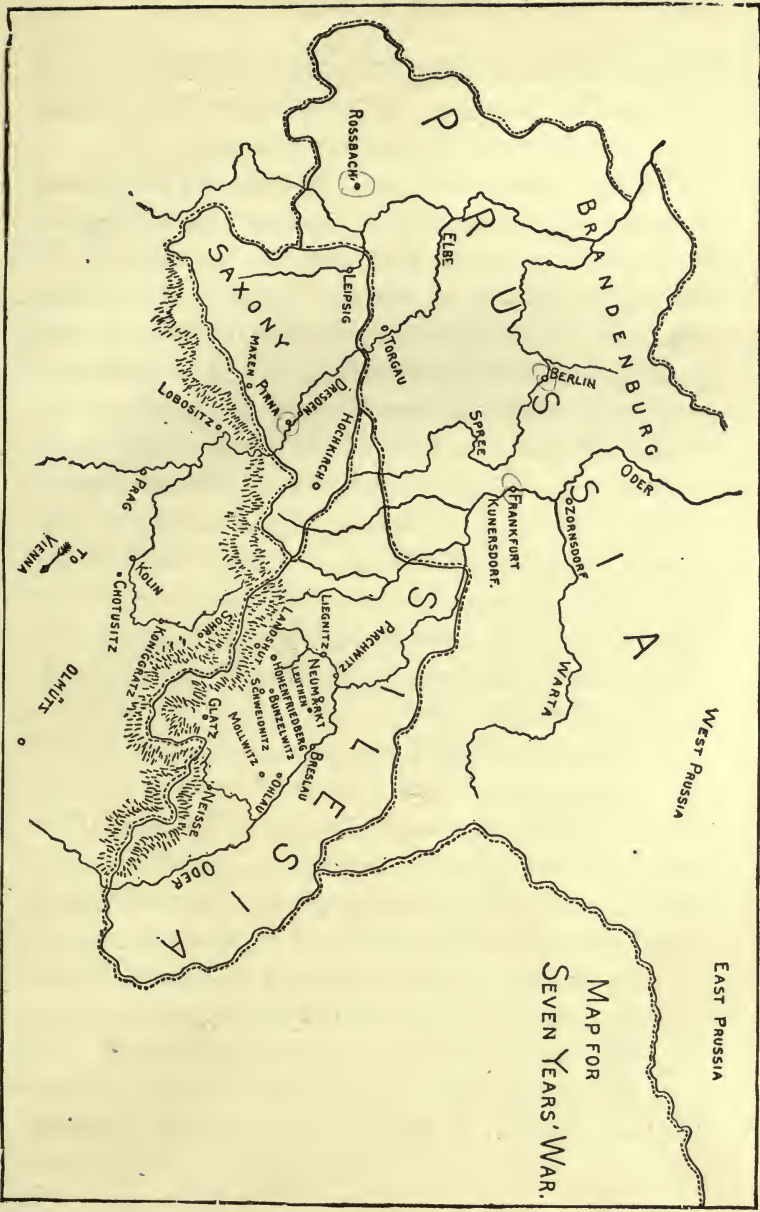 MAP FOR
SEVEN YEARS' WAR.
EAST PRUSSIA
WEST PRUSSIA
PRUSSIA
BRANDENBURG
ROSSBACH.
ELBE
BERLIN
ODER
ZORNSDORF
WARTA
SPREE
FRANKFURT
KUNERSDORF.
TORGAU
LEIPSIG
SAXONY
DRESDEN
HOCHKIRCH
PIRNA
MAXEN
LOBOSITZ
PRAG
KOLIN
CHOTUSITZ
TO
VIENNA
OLMÜTZ
KÖNIGGRATZ
SOHR
LANDSHUT
LIEGNITZ
PARCHWITZ
NEUMARKT
LEUTHEN
HOHENFRIEDBERG
BUNZELWITZ
SCHWEIDNITZ
MOLLWITZ
BRESLAU
OHLAU
GLATZ
NEISSE
ODER
SILESIA